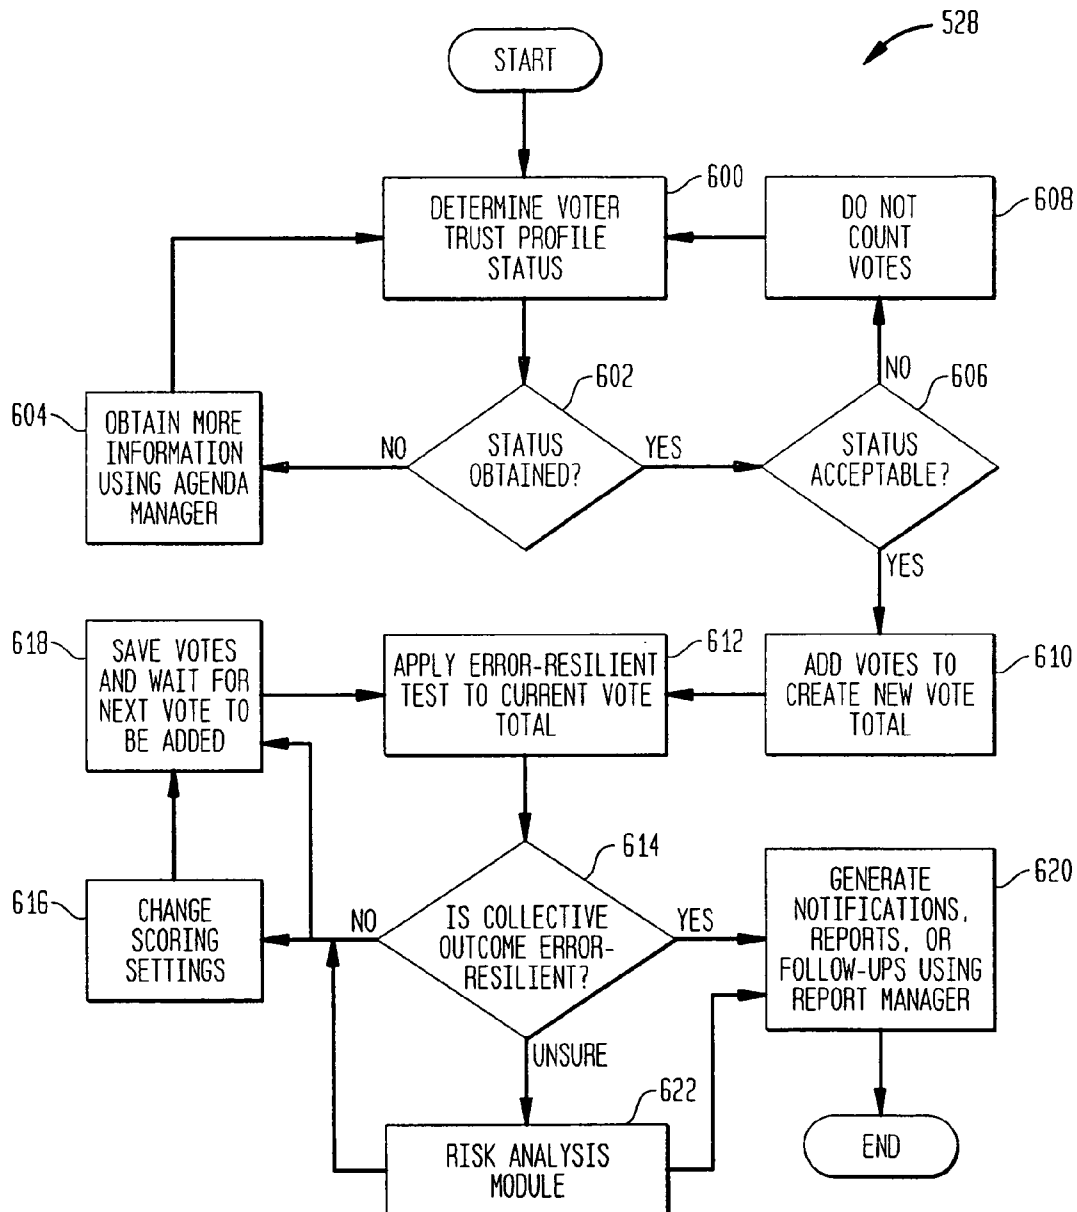 528
START
600
DETERMINE VOTER
TRUST PROFILE
STATUS
608
DO NOT
COUNT
VOTES
602
606
NO
604
OBTAIN MORE
INFORMATION
USING AGENDA
MANAGER
NO
STATUS
OBTAINED?
YES
STATUS
ACCEPTABLE?
YES
618
SAVE VOTES
AND WAIT FOR
NEXT VOTE TO
BE ADDED
612
APPLY ERROR-RESILIENT
TEST TO CURRENT VOTE
TOTAL
610
ADD VOTES TO
CREATE NEW VOTE
TOTAL
614
616
CHANGE
SCORING
SETTINGS
NO
IS COLLECTIVE
OUTCOME ERROR-
RESILIENT?
YES
620
GENERATE
NOTIFICATIONS,
REPORTS, OR
FOLLOW-UPS USING
REPORT MANAGER
UNSURE
622
RISK ANALYSIS
MODULE
END